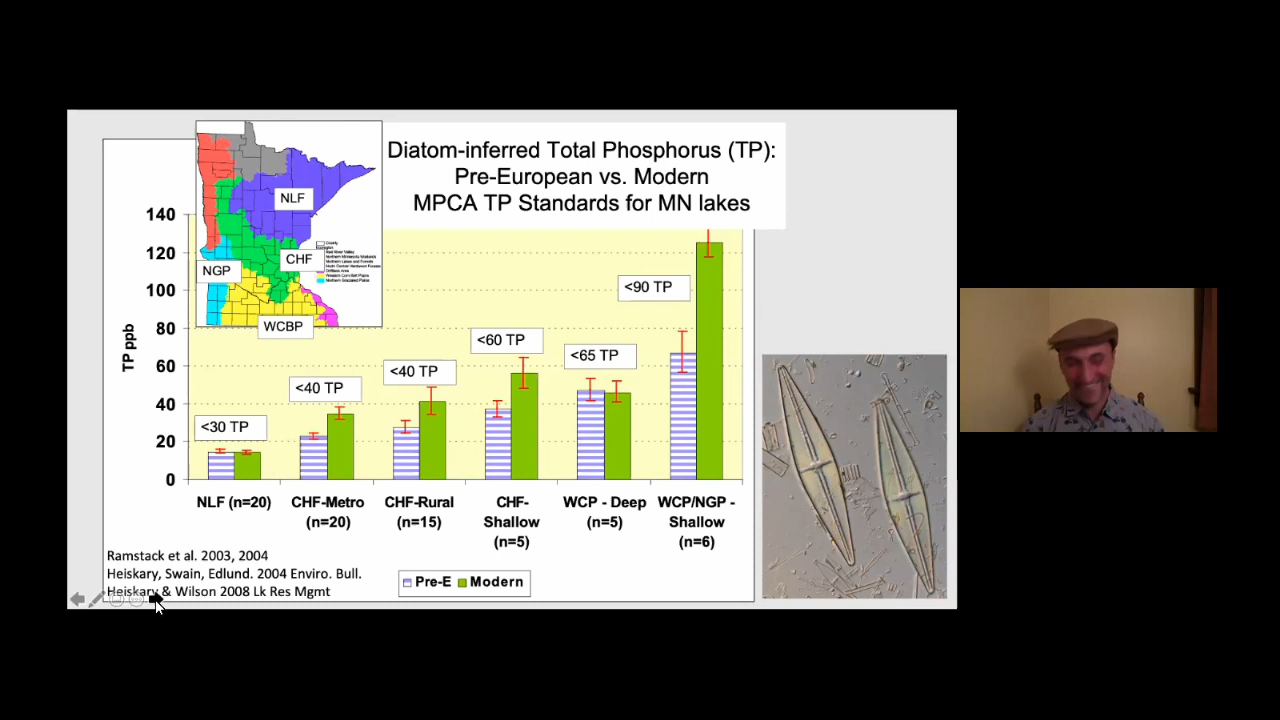 Diatom-inferred Total Phosphorus (TP):
Pre-European vs. Modern
MPCA TP Standards for MN lakes
NLF
CHF
NGP
WCBP
TP ppb
140
120
100
80
60
40
20
0
<30 TP
<40 TP
<40 TP
<60 TP
<65 TP
<90 TP
NLF (n=20)
CHF-Metro
(n=20)
CHF-Rural
(n=15)
CHF-
Shallow
(n=5)
WCP - Deep
(n=5)
WCP/NGP -
Shallow
(n=6)
Pre-E Modern
Ramstack et al. 2003, 2004
Heiskary, Swain, Edlund. 2004 Enviro. Bull.
Heiskary & Wilson 2008 Lk Res Mgmt